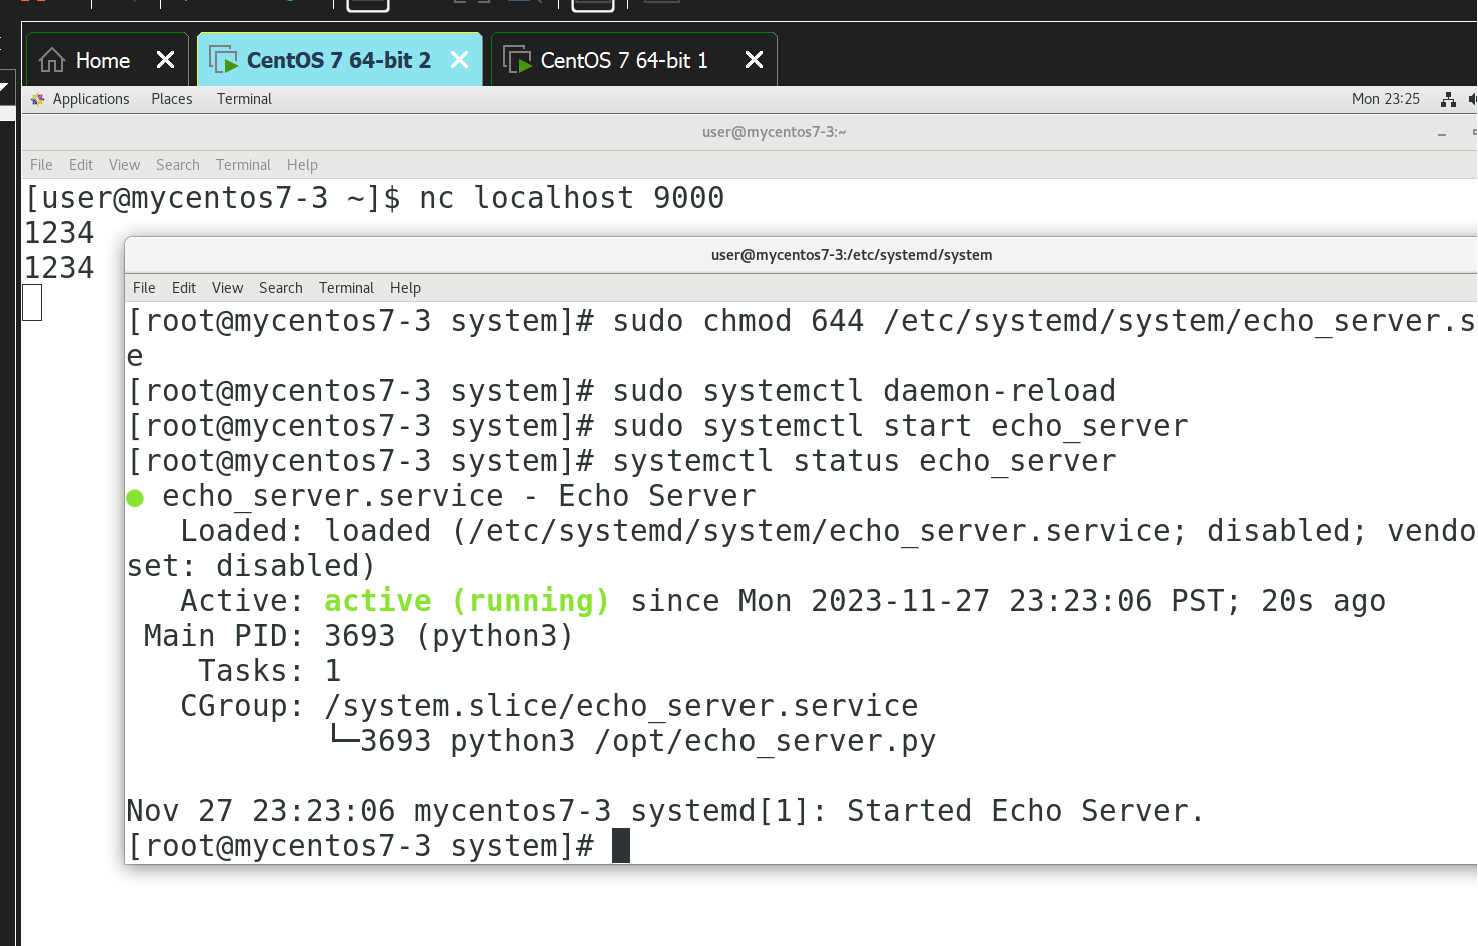 Home
CentOS 7 64-bit 2
CentOS 7 64-bit 1
Applications Places Terminal Mon 23:25
user@mycentos7-3:~
File Edit View Search Terminal Help
[user@mycentos7-3 ~]$ nc localhost 9000
1234
1234
user@mycentos7-3:/etc/systemd/system
File Edit View Search Terminal Help
[root@mycentos7-3 system]# sudo chmod 644 /etc/systemd/system/echo_server.s
e
[root@mycentos7-3 system]# sudo systemctl daemon-reload
[root@mycentos7-3 system]# sudo systemctl start echo_server
[root@mycentos7-3 system]# systemctl status echo_server
● echo_server.service - Echo Server
Loaded: loaded (/etc/systemd/system/echo_server.service; disabled; vendo
set: disabled)
Active: active (running) since Mon 2023-11-27 23:23:06 PST; 20s ago
Main PID: 3693 (python3)
Tasks: 1
CGroup: /system.slice/echo_server.service
└─3693 python3 /opt/echo_server.py
Nov 27 23:23:06 mycentos7-3 systemd[1]: Started Echo Server.
[root@mycentos7-3 system]#